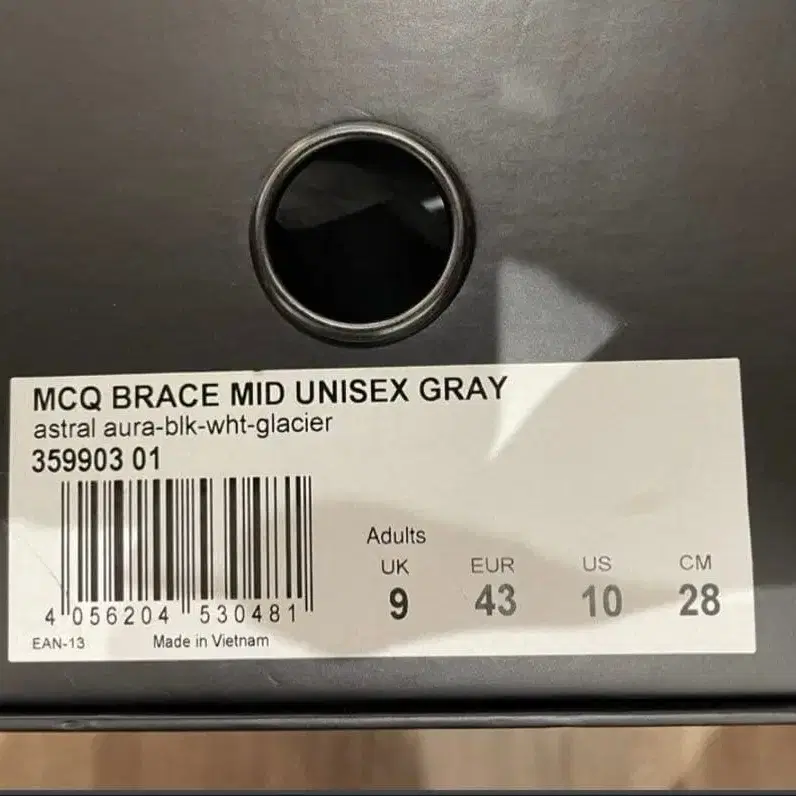 MCQ BRACE MID UNISEX GRAY
astral aura-blk-wht-glacier
359903 01
Adults
UK EUR US CM
9 43 10 28
4 056204 530481
EAN-13 Made in Vietnam